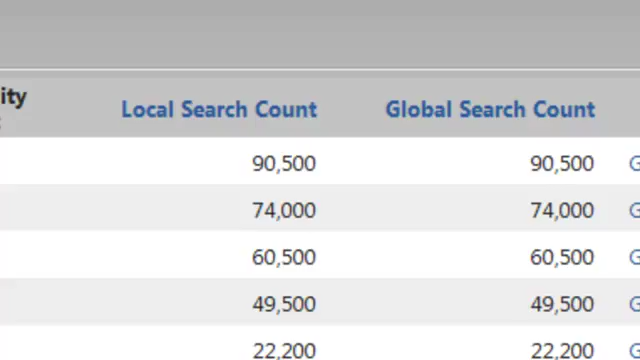 ity
Local Search Count Global Search Count
90,500 90,500 G
74,000 74,000 G
60,500 60,500 G
49,500 49,500 G
22,200 22,200 G